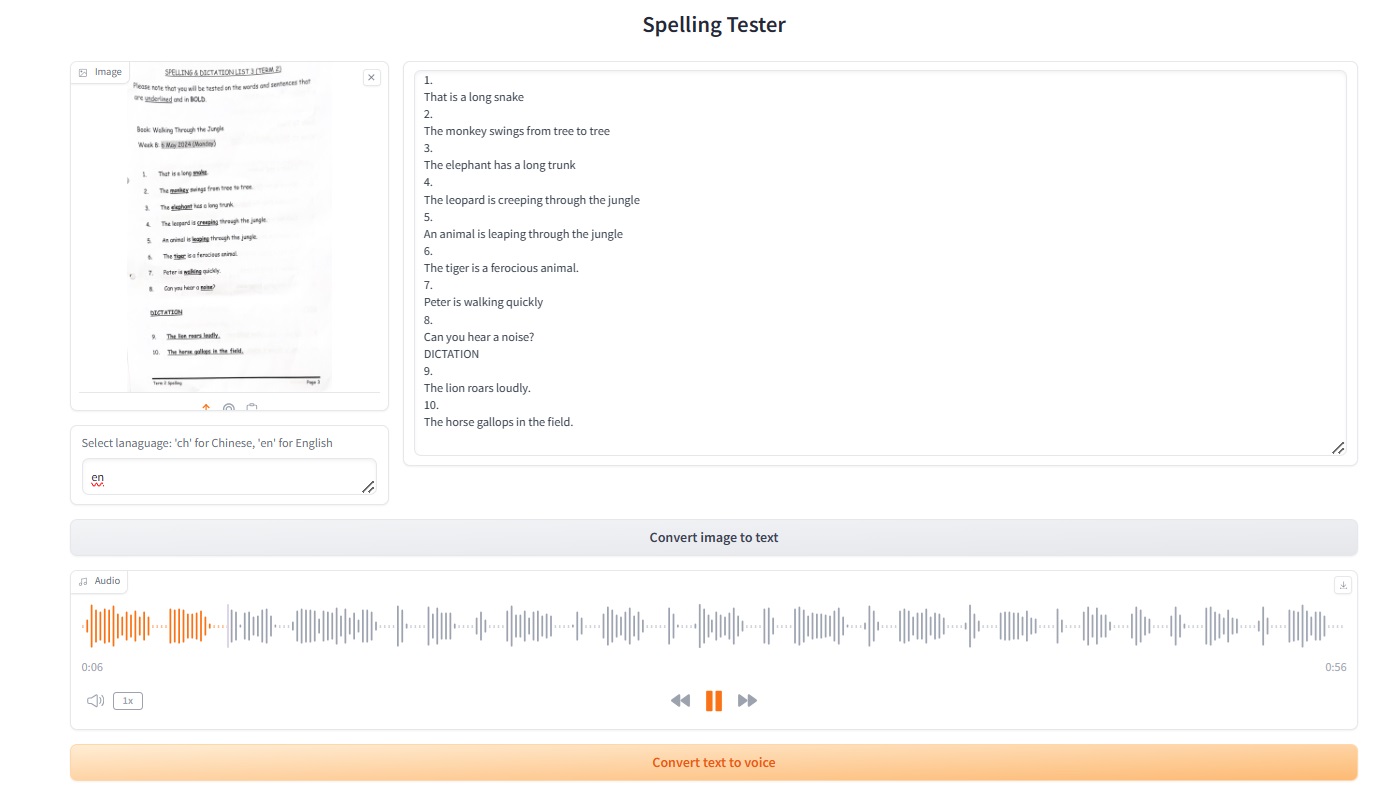 Spelling Tester
Image
SPELLING & DICTATION LIST 3 (TERM 2)
Please note that you will be tested on the words and sentences that
are underlined and in BOLD.
Book: Walking Through the Jungle
Week 8: 6 May 2024 (Monday)
1. That is a long snake.
2. The monkey swings from tree to tree.
3. The elephant has a long trunk.
4. The leopard is creeping through the jungle.
5. An animal is leaping through the jungle.
6. The tiger is a ferocious animal.
7. Peter is walking quickly.
8. Can you hear a noise?
DICTATION
9. The lion roars loudly.
10. The horse gallops in the field.
Term 2 Spelling Page 3
1.
That is a long snake
2.
The monkey swings from tree to tree
3.
The elephant has a long trunk
4.
The leopard is creeping through the jungle
5.
An animal is leaping through the jungle
6.
The tiger is a ferocious animal.
7.
Peter is walking quickly
8.
Can you hear a noise?
DICTATION
9.
The lion roars loudly.
10.
The horse gallops in the field.
Select lanaguage: 'ch' for Chinese, 'en' for English
en
Convert image to text
Audio
0:06 0:56
1x
Convert text to voice